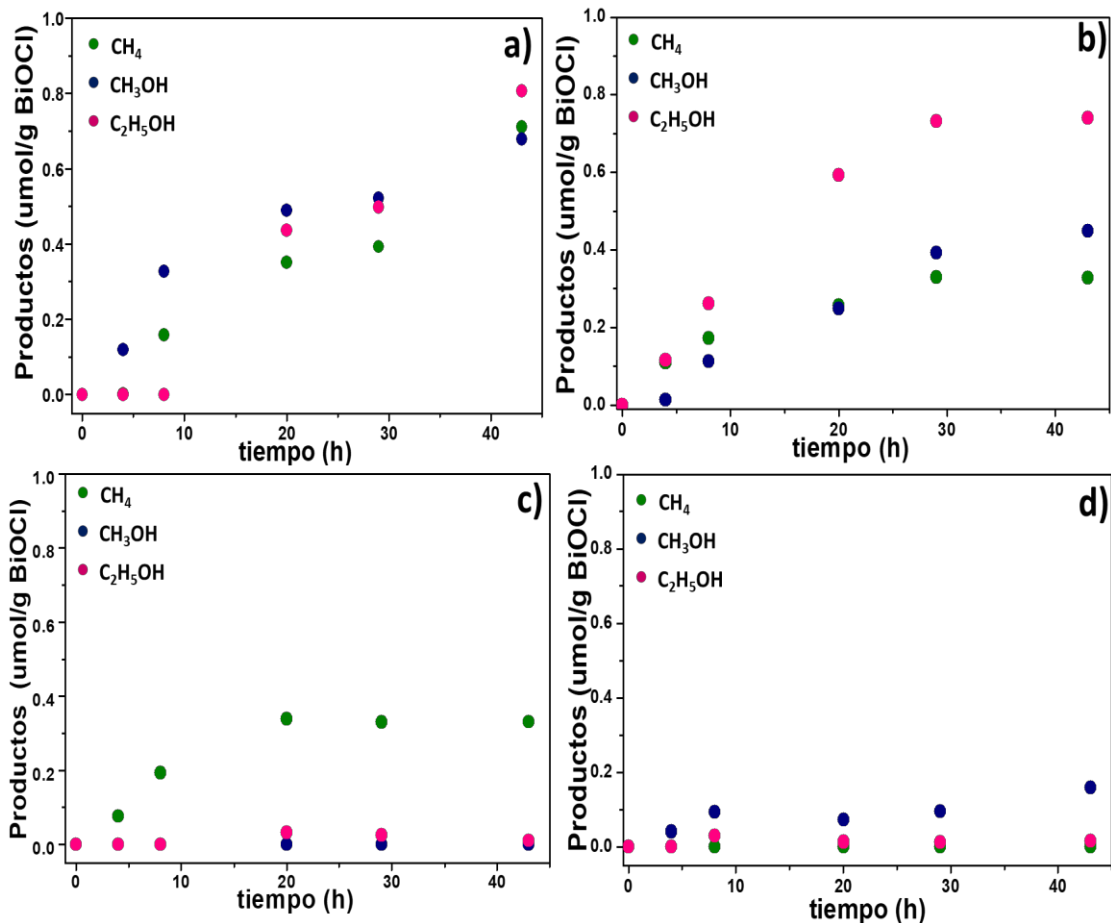 a)
CH₄
CH₃OH
C₂H₅OH
Productos (umol/g BiOCl)
1.0
0.8
0.6
0.4
0.2
0.0
0 10 20 30 40
tiempo (h)
b)
CH₄
CH₃OH
C₂H₅OH
Productos (umol/g BiOCl)
1.0
0.8
0.6
0.4
0.2
0.0
0 10 20 30 40
tiempo (h)
c)
CH₄
CH₃OH
C₂H₅OH
Productos (umol/g BiOCl)
1.0
0.8
0.6
0.4
0.2
0.0
0 10 20 30 40
tiempo (h)
d)
CH₄
CH₃OH
C₂H₅OH
Productos (umol/g BiOCl)
1.0
0.8
0.6
0.4
0.2
0.0
0 10 20 30 40
tiempo (h)